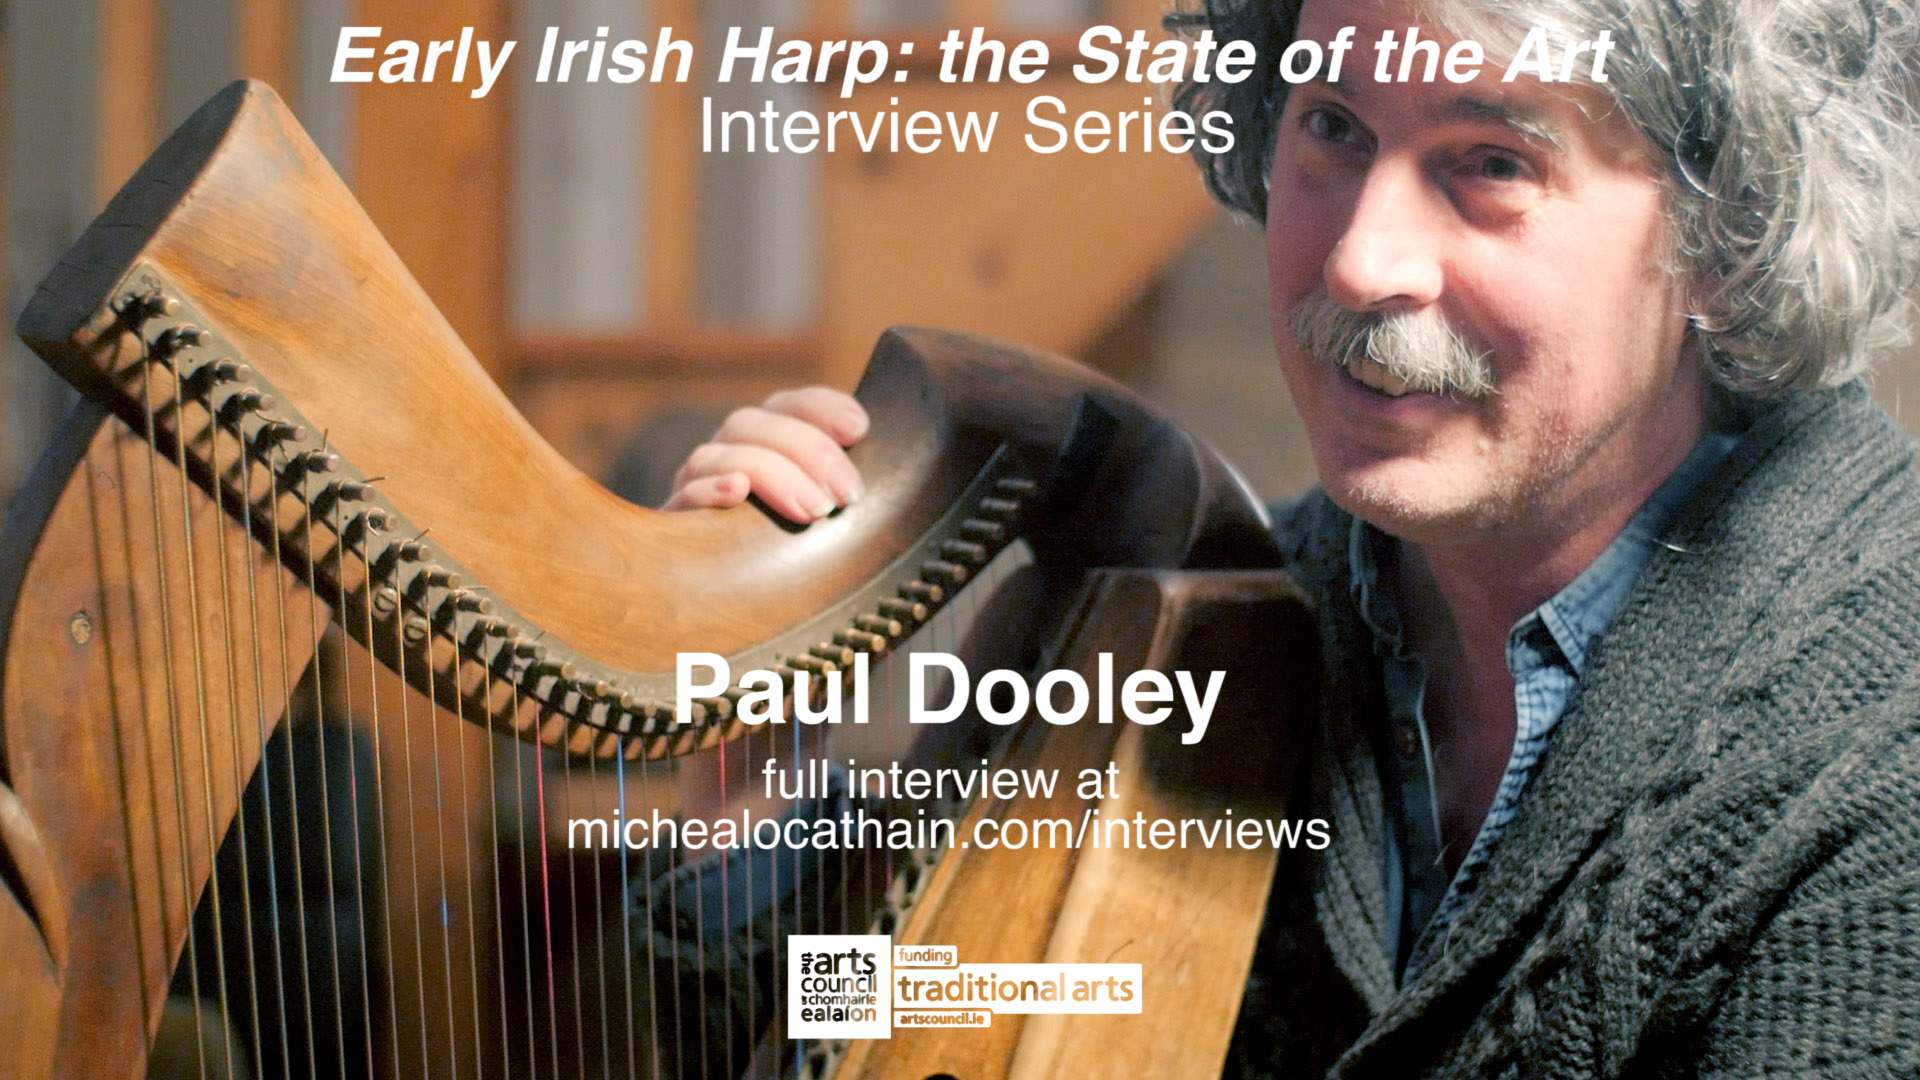 Early Irish Harp: the State of the Art
Interview Series
Paul Dooley
full interview at
michealocathain.com/interviews
the arts
council
chomhairle
ealaíon
funding
traditional arts
artscouncil.ie